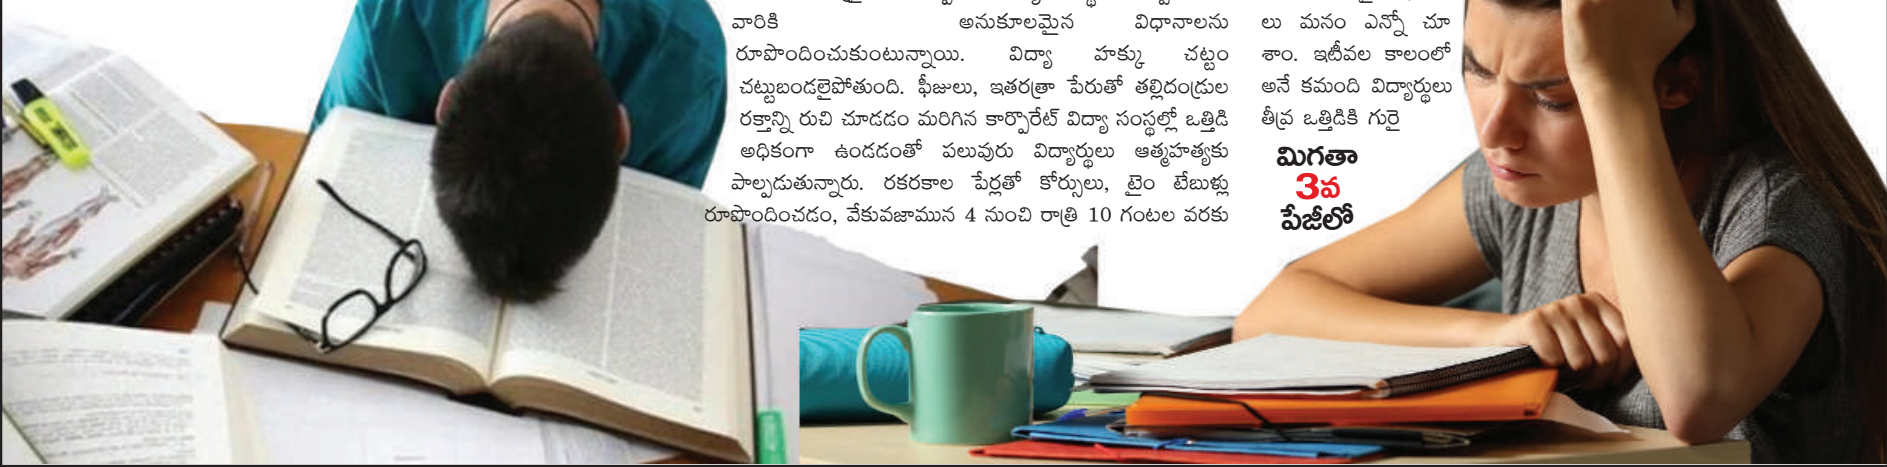 వారికి అనుకూలమైన విధానాలను
రూపొందించుకుంటున్నాయి. విద్యా హక్కు చట్టం
చట్టుబండలైపోతుంది. ఫీజులు, ఇతరత్రా పేరుతో తల్లిదండ్రుల
రక్తాన్ని రుచి చూడడం మరిగిన కార్పొరేట్ విద్యా సంస్థల్లో ఒత్తిడి
అధికంగా ఉండడంతో పలువురు విద్యార్థులు ఆత్మహత్యకు
పాల్పడుతున్నారు. రకరకాల పేర్లతో కోర్సులు, టైం టేబుళ్లు
రూపొందించడం, వేకువజామున 4 నుంచి రాత్రి 10 గంటల వరకు
లు మనం ఎన్నో చూ
శాం. ఇటీవల కాలంలో
అనే కమంది విద్యార్థులు
తీవ్ర ఒత్తిడికి గురై
మిగతా
3వ
పేజీలో